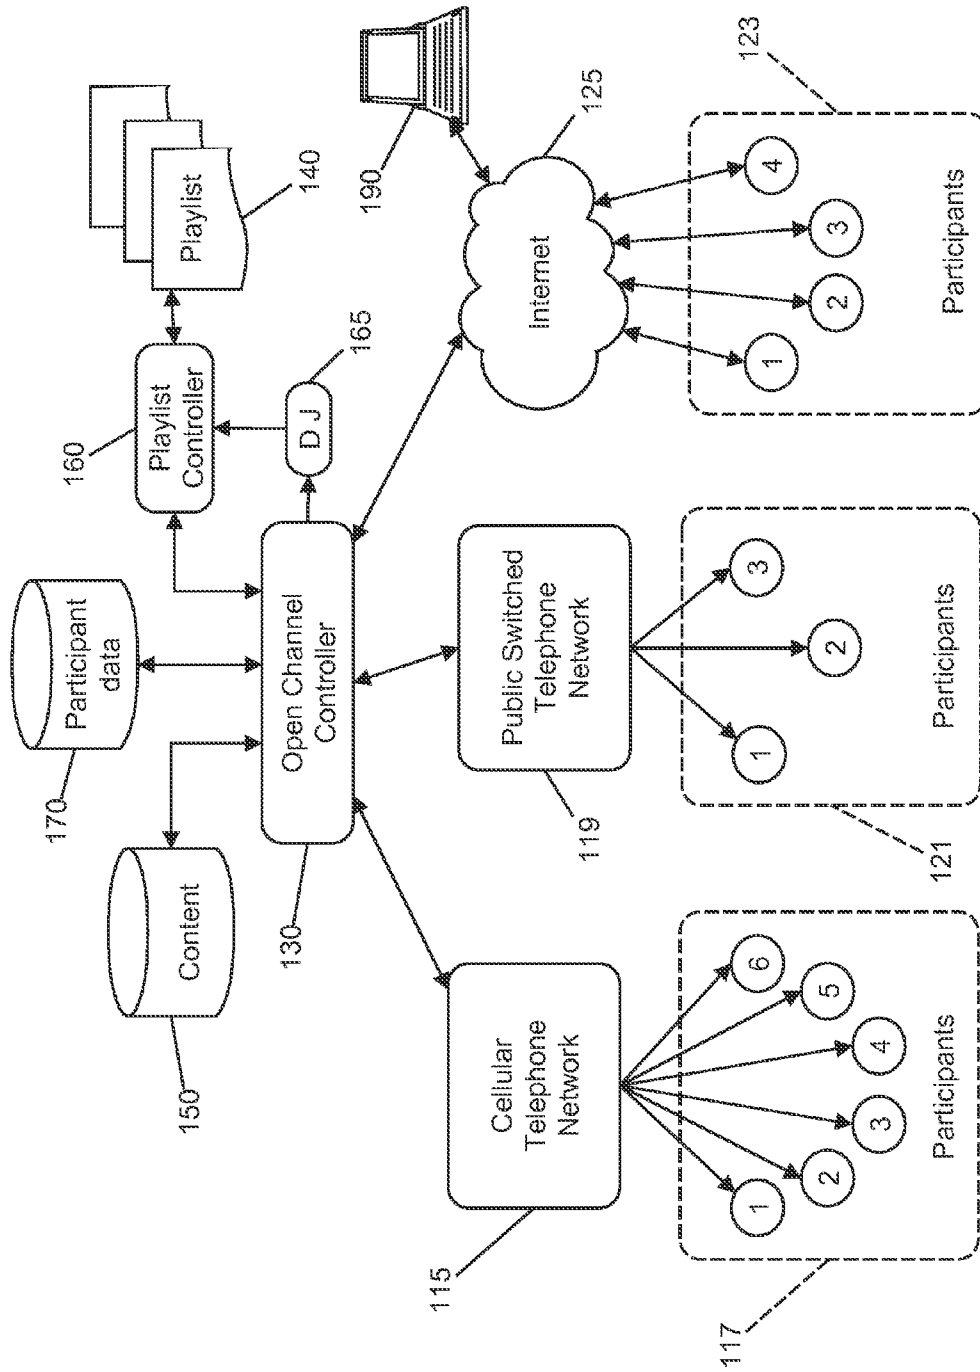 170
Participant
data
160
Playlist
Controller
150
Content
Playlist
140
130
Open Channel
Controller
D J
165
190
115
Cellular
Telephone
Network
119
Public Switched
Telephone
Network
Internet
125
1
2
3
4
5
6
Participants
117
1
2
3
Participants
121
1
2
3
4
Participants
123